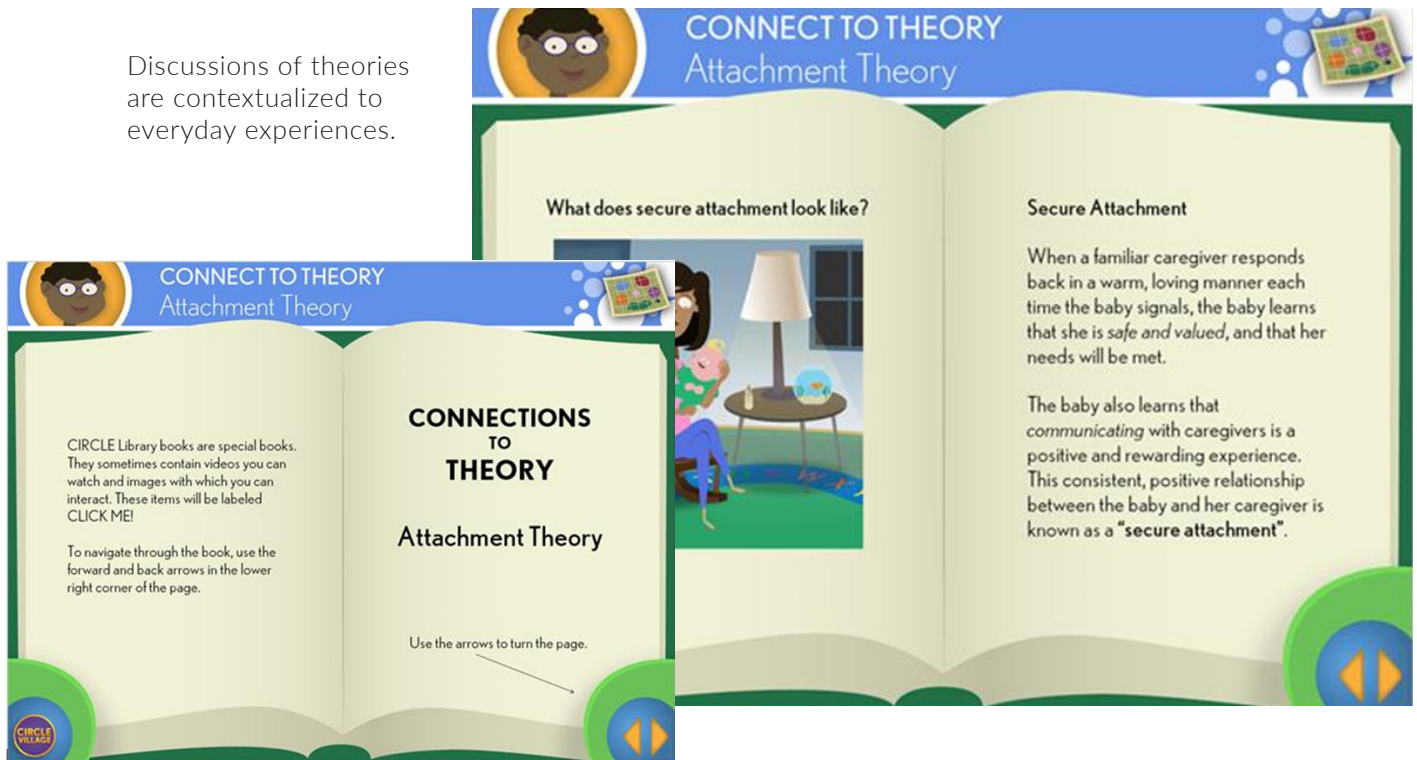 Discussions of theories
are contextualized to
everyday experiences.
CONNECT TO THEORY
Attachment Theory
What does secure attachment look like?
Secure Attachment
When a familiar caregiver responds
back in a warm, loving manner each
time the baby signals, the baby learns
that she is safe and valued, and that her
needs will be met.
The baby also learns that
communicating with caregivers is a
positive and rewarding experience.
This consistent, positive relationship
between the baby and her caregiver is
known as a “secure attachment”.
CONNECT TO THEORY
Attachment Theory
CIRCLE Library books are special books.
They sometimes contain videos you can
watch and images with which you can
interact. These items will be labeled
CLICK ME!
To navigate through the book, use the
forward and back arrows in the lower
right corner of the page.
CONNECTIONS
TO
THEORY
Attachment Theory
Use the arrows to turn the page.
CIRCLE
VILLAGE